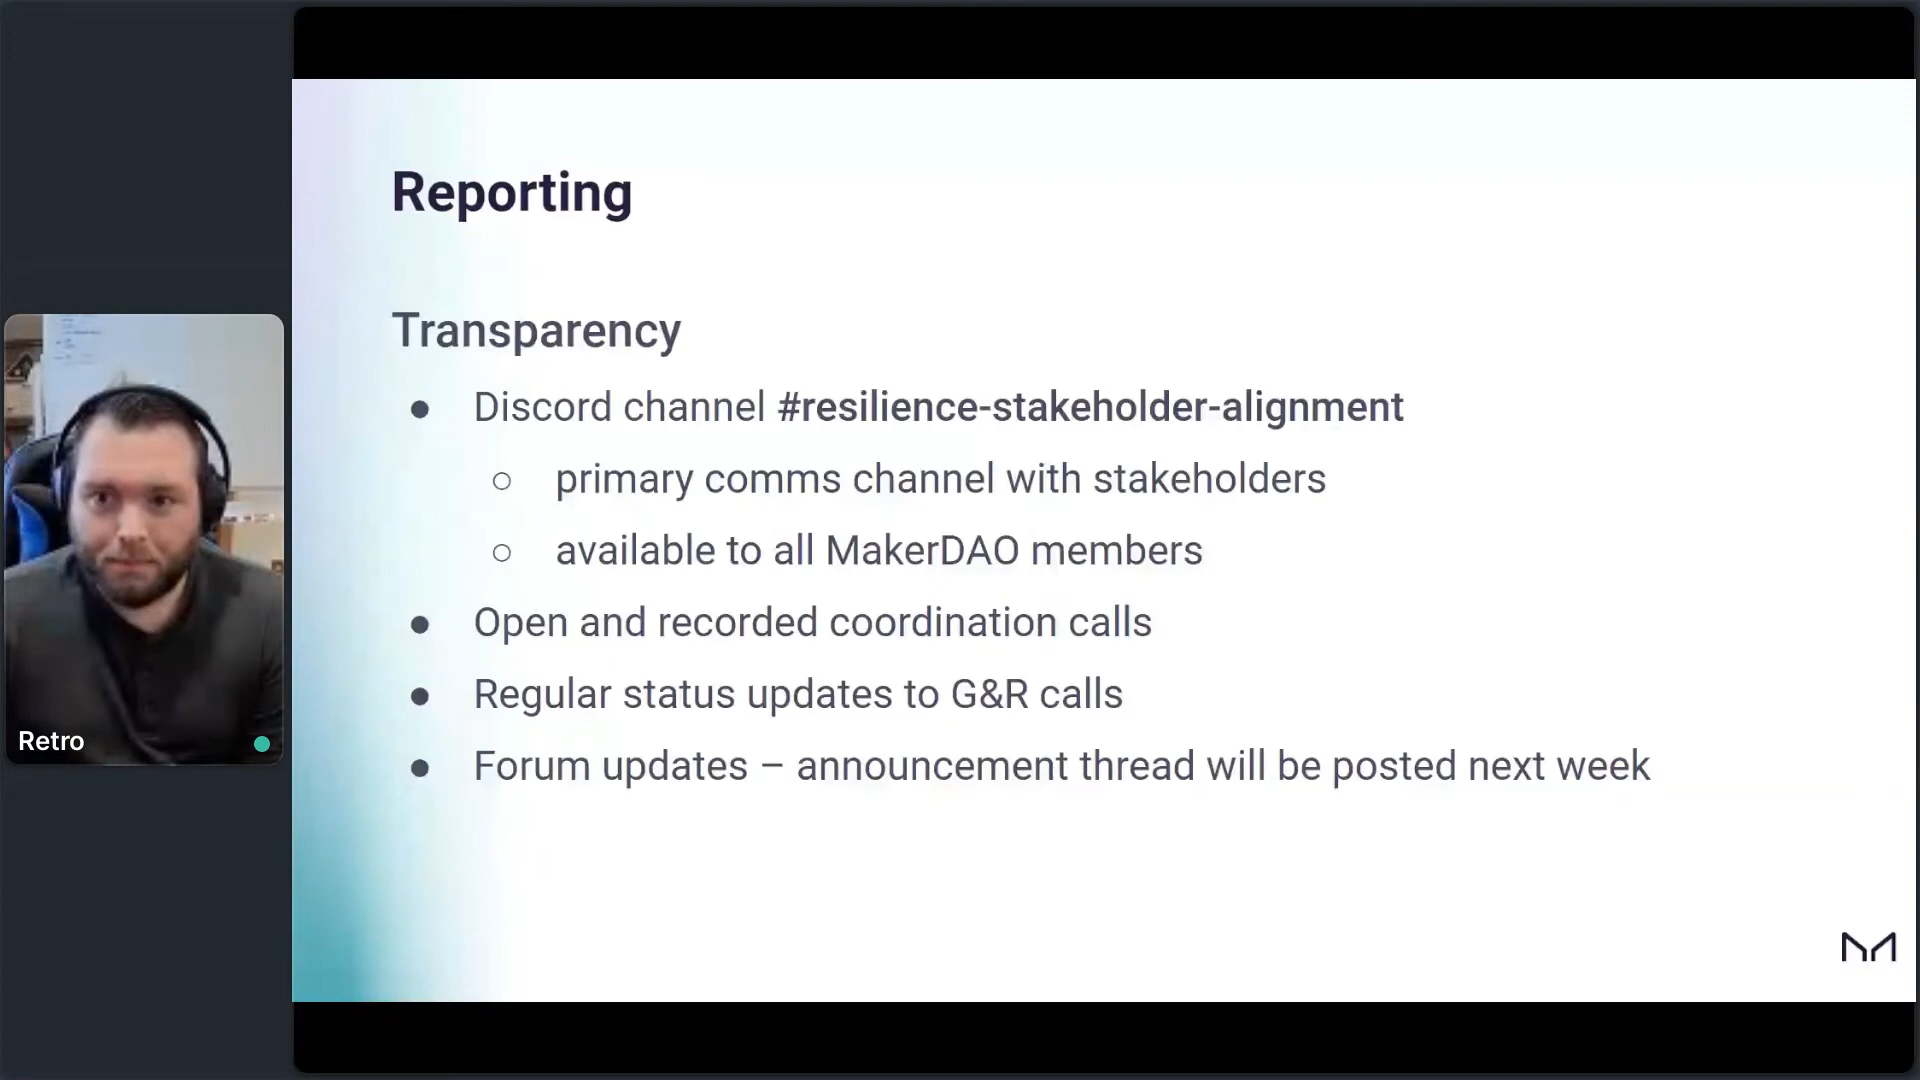 Reporting
Transparency
● Discord channel #resilience-stakeholder-alignment
○ primary comms channel with stakeholders
○ available to all MakerDAO members
● Open and recorded coordination calls
● Regular status updates to G&R calls
● Forum updates – announcement thread will be posted next week
Retro